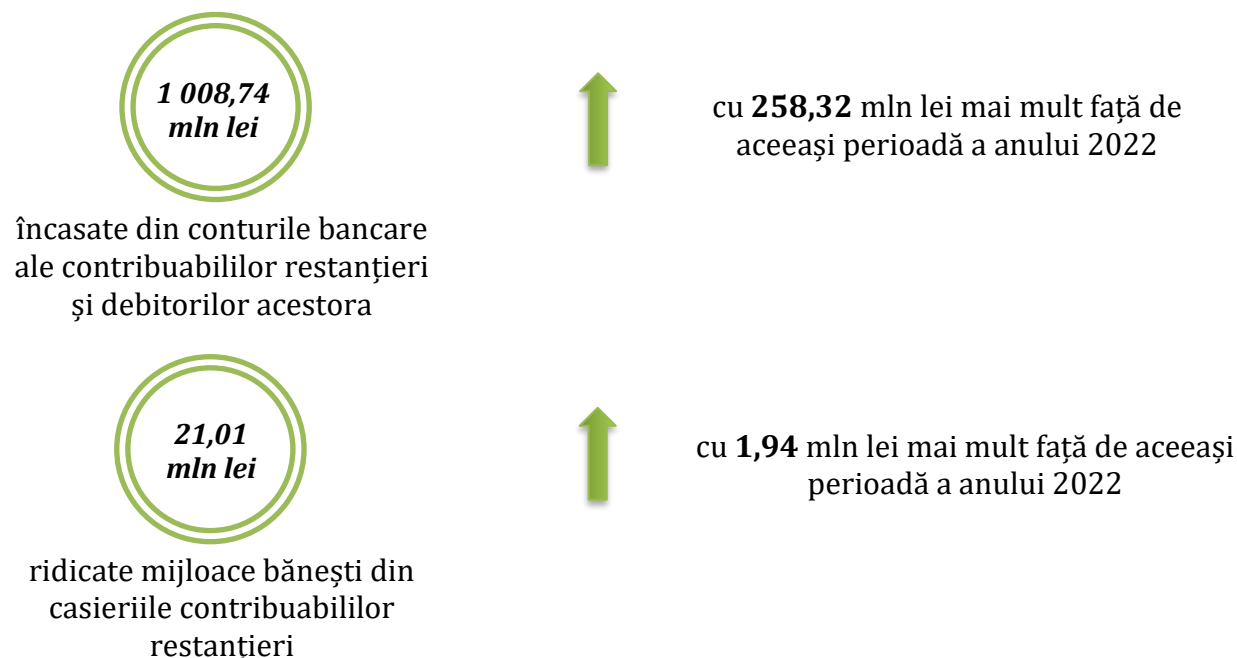 1 008,74
mln lei
cu 258,32 mln lei mai mult față de
aceeași perioadă a anului 2022
încasate din conturile bancare
ale contribuabililor restanțieri
și debitorilor acestora
21,01
mln lei
cu 1,94 mln lei mai mult față de aceeași
perioadă a anului 2022
ridicate mijloace bănești din
casieriile contribuabililor
restanțieri